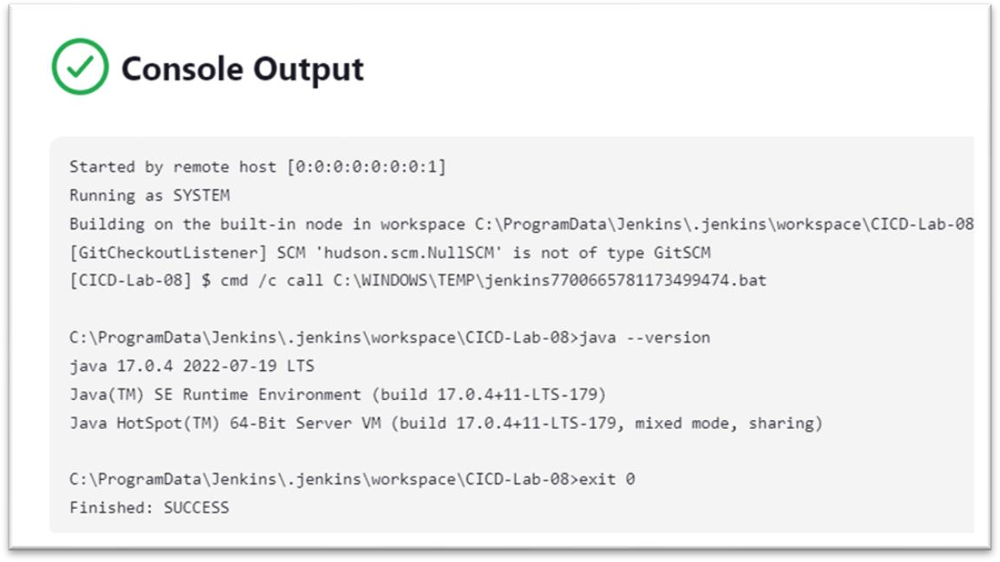 Console Output
Started by remote host [0:0:0:0:0:0:0:1]
Running as SYSTEM
Building on the built-in node in workspace C:\ProgramData\Jenkins\.jenkins\workspace\CICD-Lab-08
[GitCheckoutListener] SCM 'hudson.scm.NullSCM' is not of type GitSCM
[CICD-Lab-08] $ cmd /c call C:\WINDOWS\TEMP\jenkins7700665781173499474.bat
C:\ProgramData\Jenkins\.jenkins\workspace\CICD-Lab-08>java --version
java 17.0.4 2022-07-19 LTS
Java(TM) SE Runtime Environment (build 17.0.4+11-LTS-179)
Java HotSpot(TM) 64-Bit Server VM (build 17.0.4+11-LTS-179, mixed mode, sharing)
C:\ProgramData\Jenkins\.jenkins\workspace\CICD-Lab-08>exit 0
Finished: SUCCESS